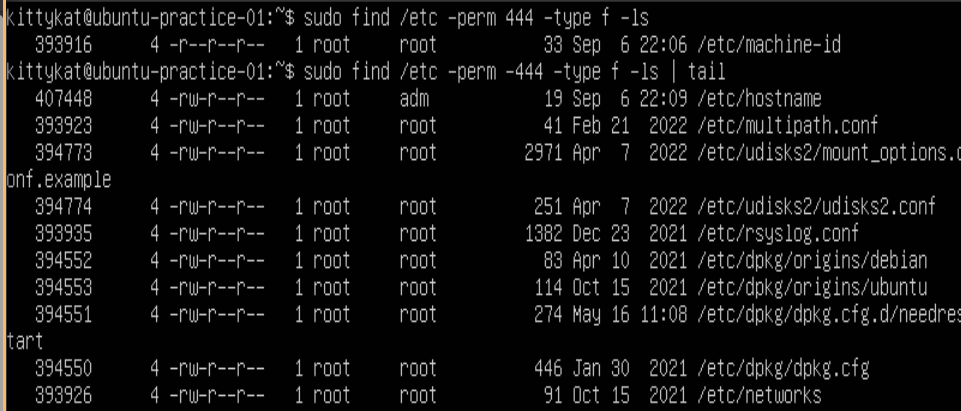 kittykat@ubuntu-practice-01:~$ sudo find /etc -perm 444 -type f -ls
393916 4 -r--r--r-- 1 root root 33 Sep 6 22:06 /etc/machine-id
kittykat@ubuntu-practice-01:~$ sudo find /etc -perm -444 -type f -ls | tail
407448 4 -rw-r--r-- 1 root adm 19 Sep 6 22:09 /etc/hostname
393923 4 -rw-r--r-- 1 root root 41 Feb 21 2022 /etc/multipath.conf
394773 4 -rw-r--r-- 1 root root 2971 Apr 7 2022 /etc/udisks2/mount_options.c
onf.example
394774 4 -rw-r--r-- 1 root root 251 Apr 7 2022 /etc/udisks2/udisks2.conf
393935 4 -rw-r--r-- 1 root root 1382 Dec 23 2021 /etc/rsyslog.conf
394552 4 -rw-r--r-- 1 root root 83 Apr 10 2021 /etc/dpkg/origins/debian
394553 4 -rw-r--r-- 1 root root 114 Oct 15 2021 /etc/dpkg/origins/ubuntu
394551 4 -rw-r--r-- 1 root root 274 May 16 11:08 /etc/dpkg/dpkg.cfg.d/needres
tart
394550 4 -rw-r--r-- 1 root root 446 Jan 30 2021 /etc/dpkg/dpkg.cfg
393926 4 -rw-r--r-- 1 root root 91 Oct 15 2021 /etc/networks